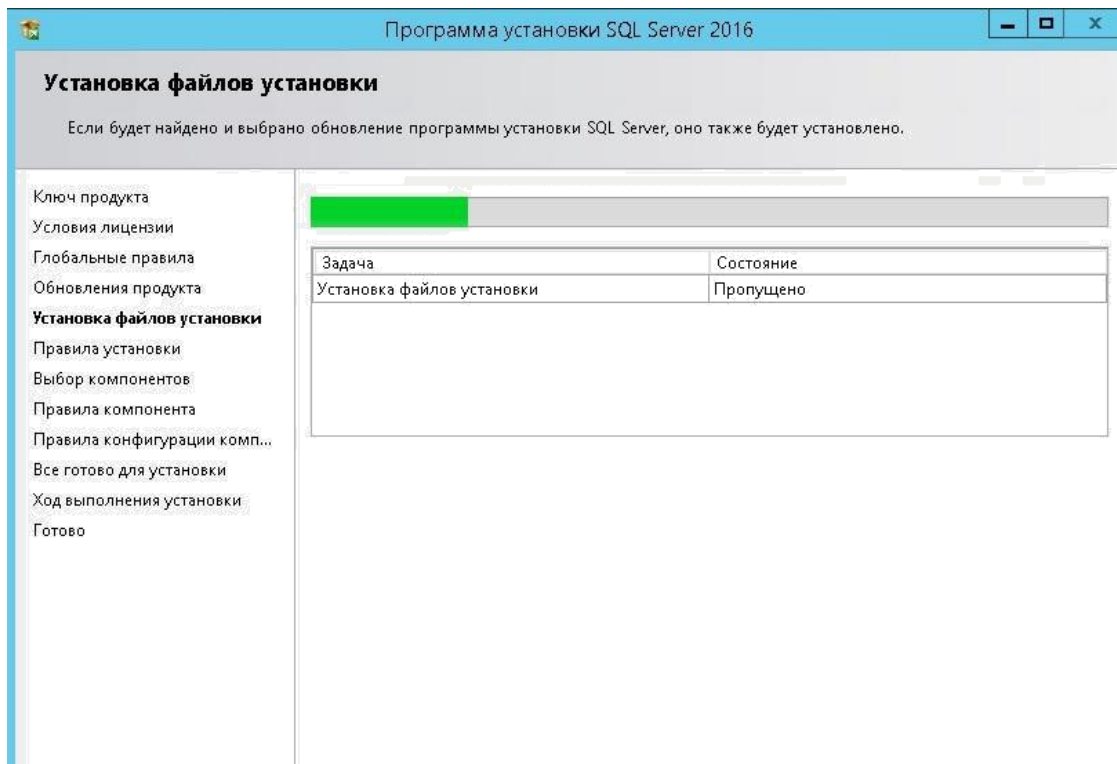 Программа установки SQL Server 2016
Установка файлов установки
Если будет найдено и выбрано обновление программы установки SQL Server, оно также будет установлено.
Ключ продукта
Условия лицензии
Глобальные правила
Обновления продукта
Установка файлов установки
Правила установки
Выбор компонентов
Правила компонента
Правила конфигурации комп...
Все готово для установки
Ход выполнения установки
Готово
Задача Состояние
Установка файлов установки Пропущено